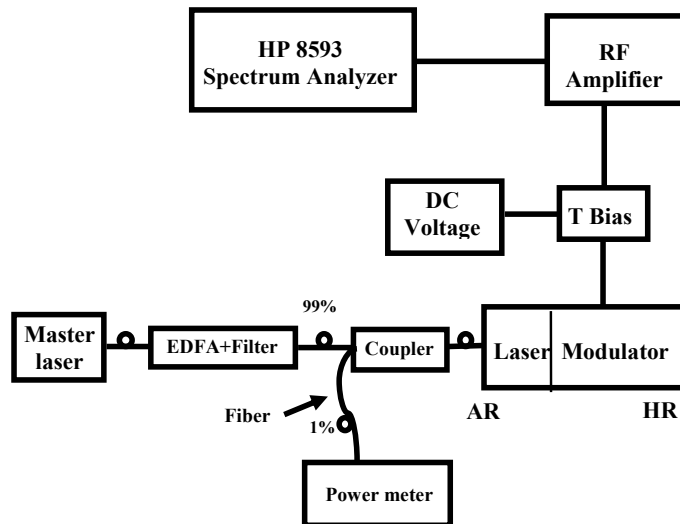 HP 8593
Spectrum Analyzer
RF
Amplifier
DC
Voltage
T Bias
99%
Master
laser
EDFA+Filter
Coupler
Laser
Modulator
Fiber
1%
AR
HR
Power meter